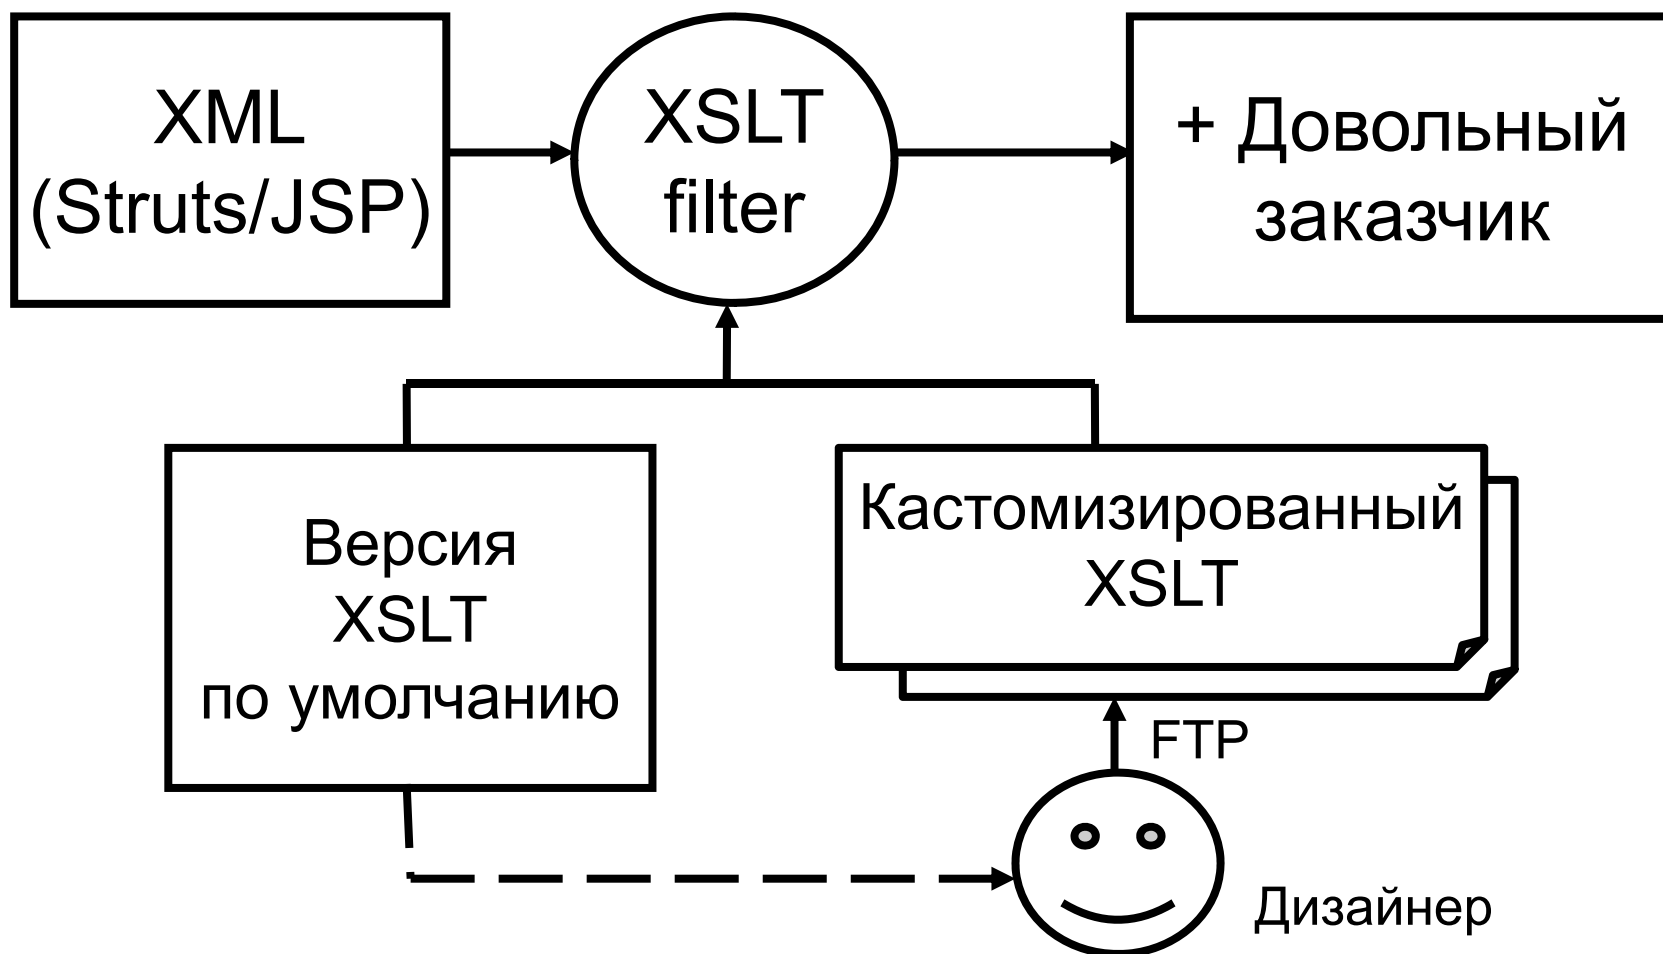 XML
(Struts/JSP)
XSLT
filter
+ Довольный
заказчик
Версия
XSLT
по умолчанию
Кастомизированный
XSLT
FTP
Дизайнер